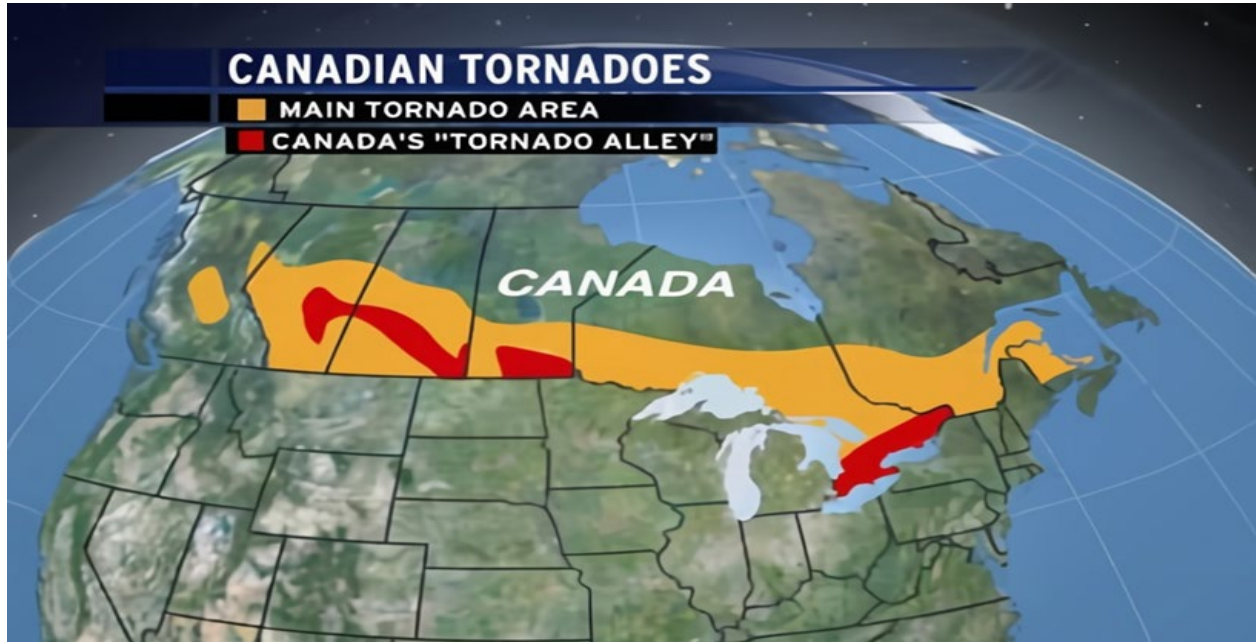 CANADIAN TORNADOES
MAIN TORNADO AREA
CANADA'S "TORNADO ALLEY"
CANADA